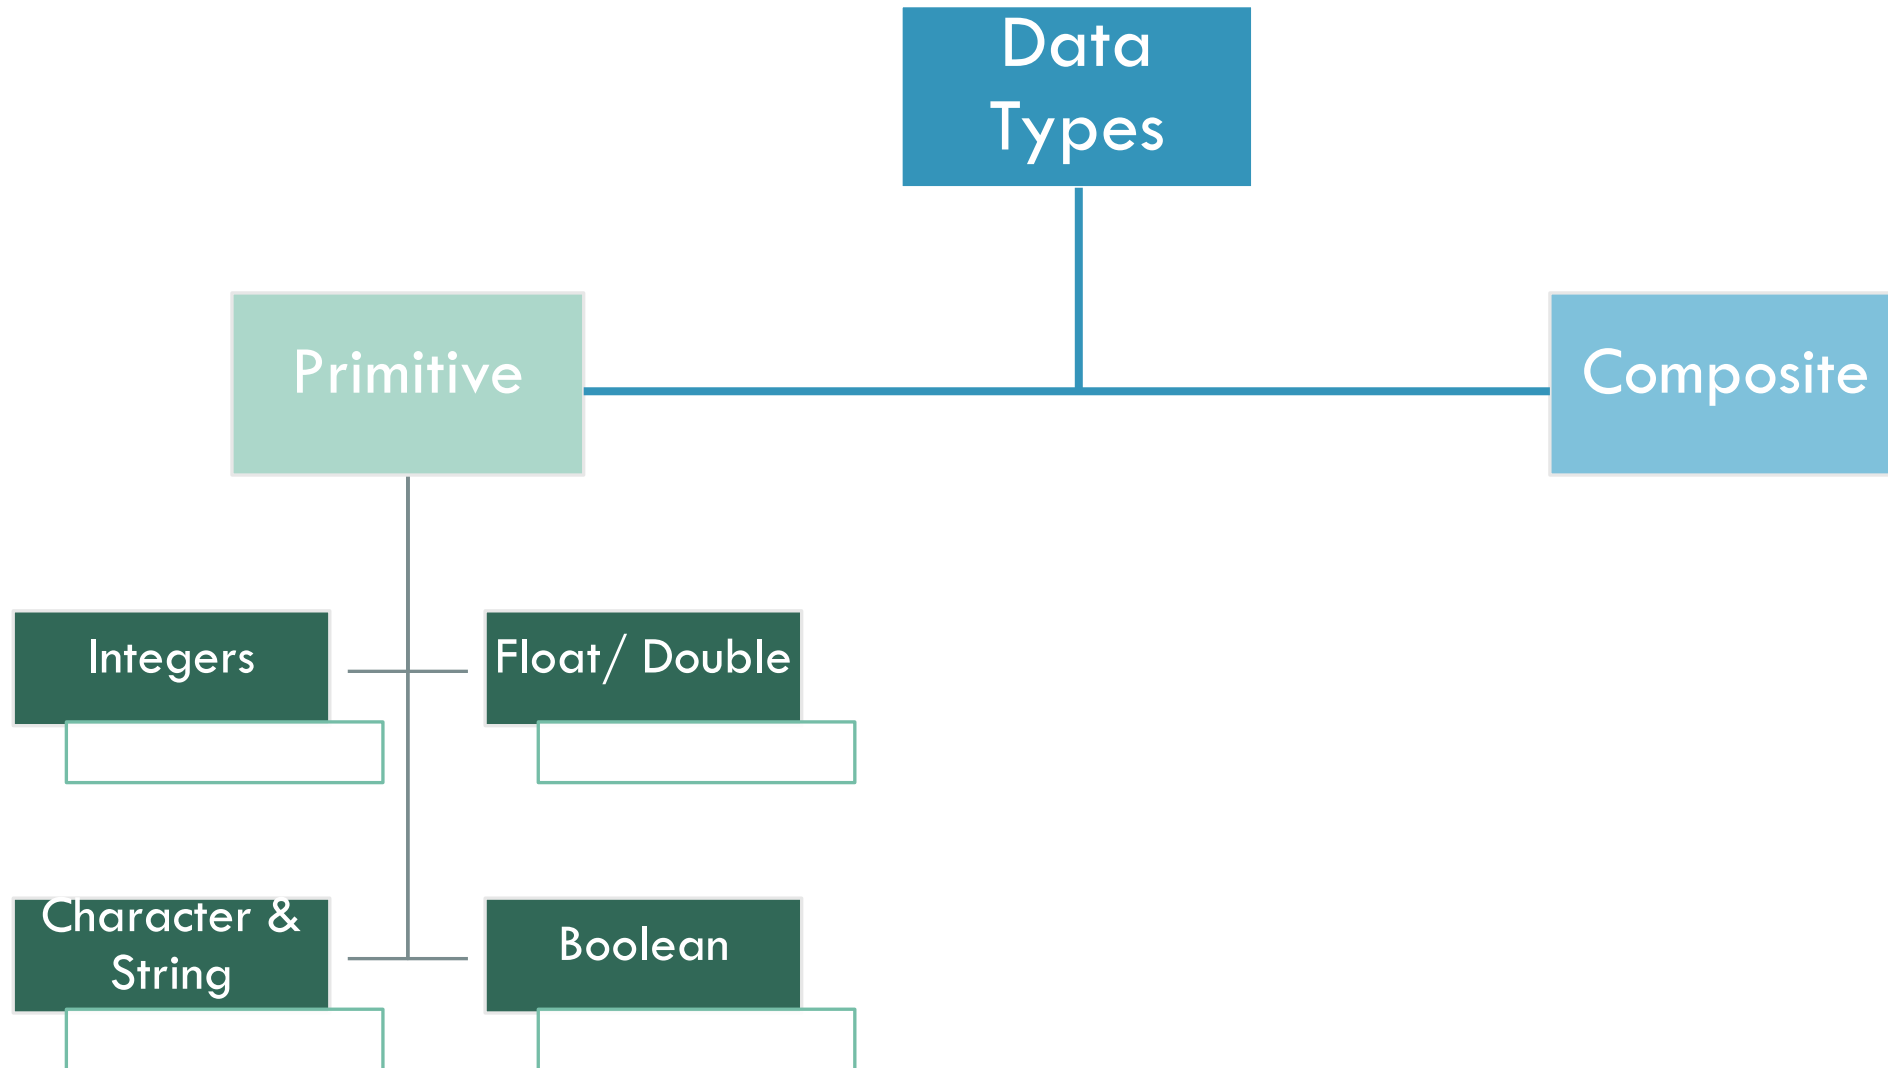 Data
Types
Primitive
Composite
Integers
Float/ Double
Character &
String
Boolean